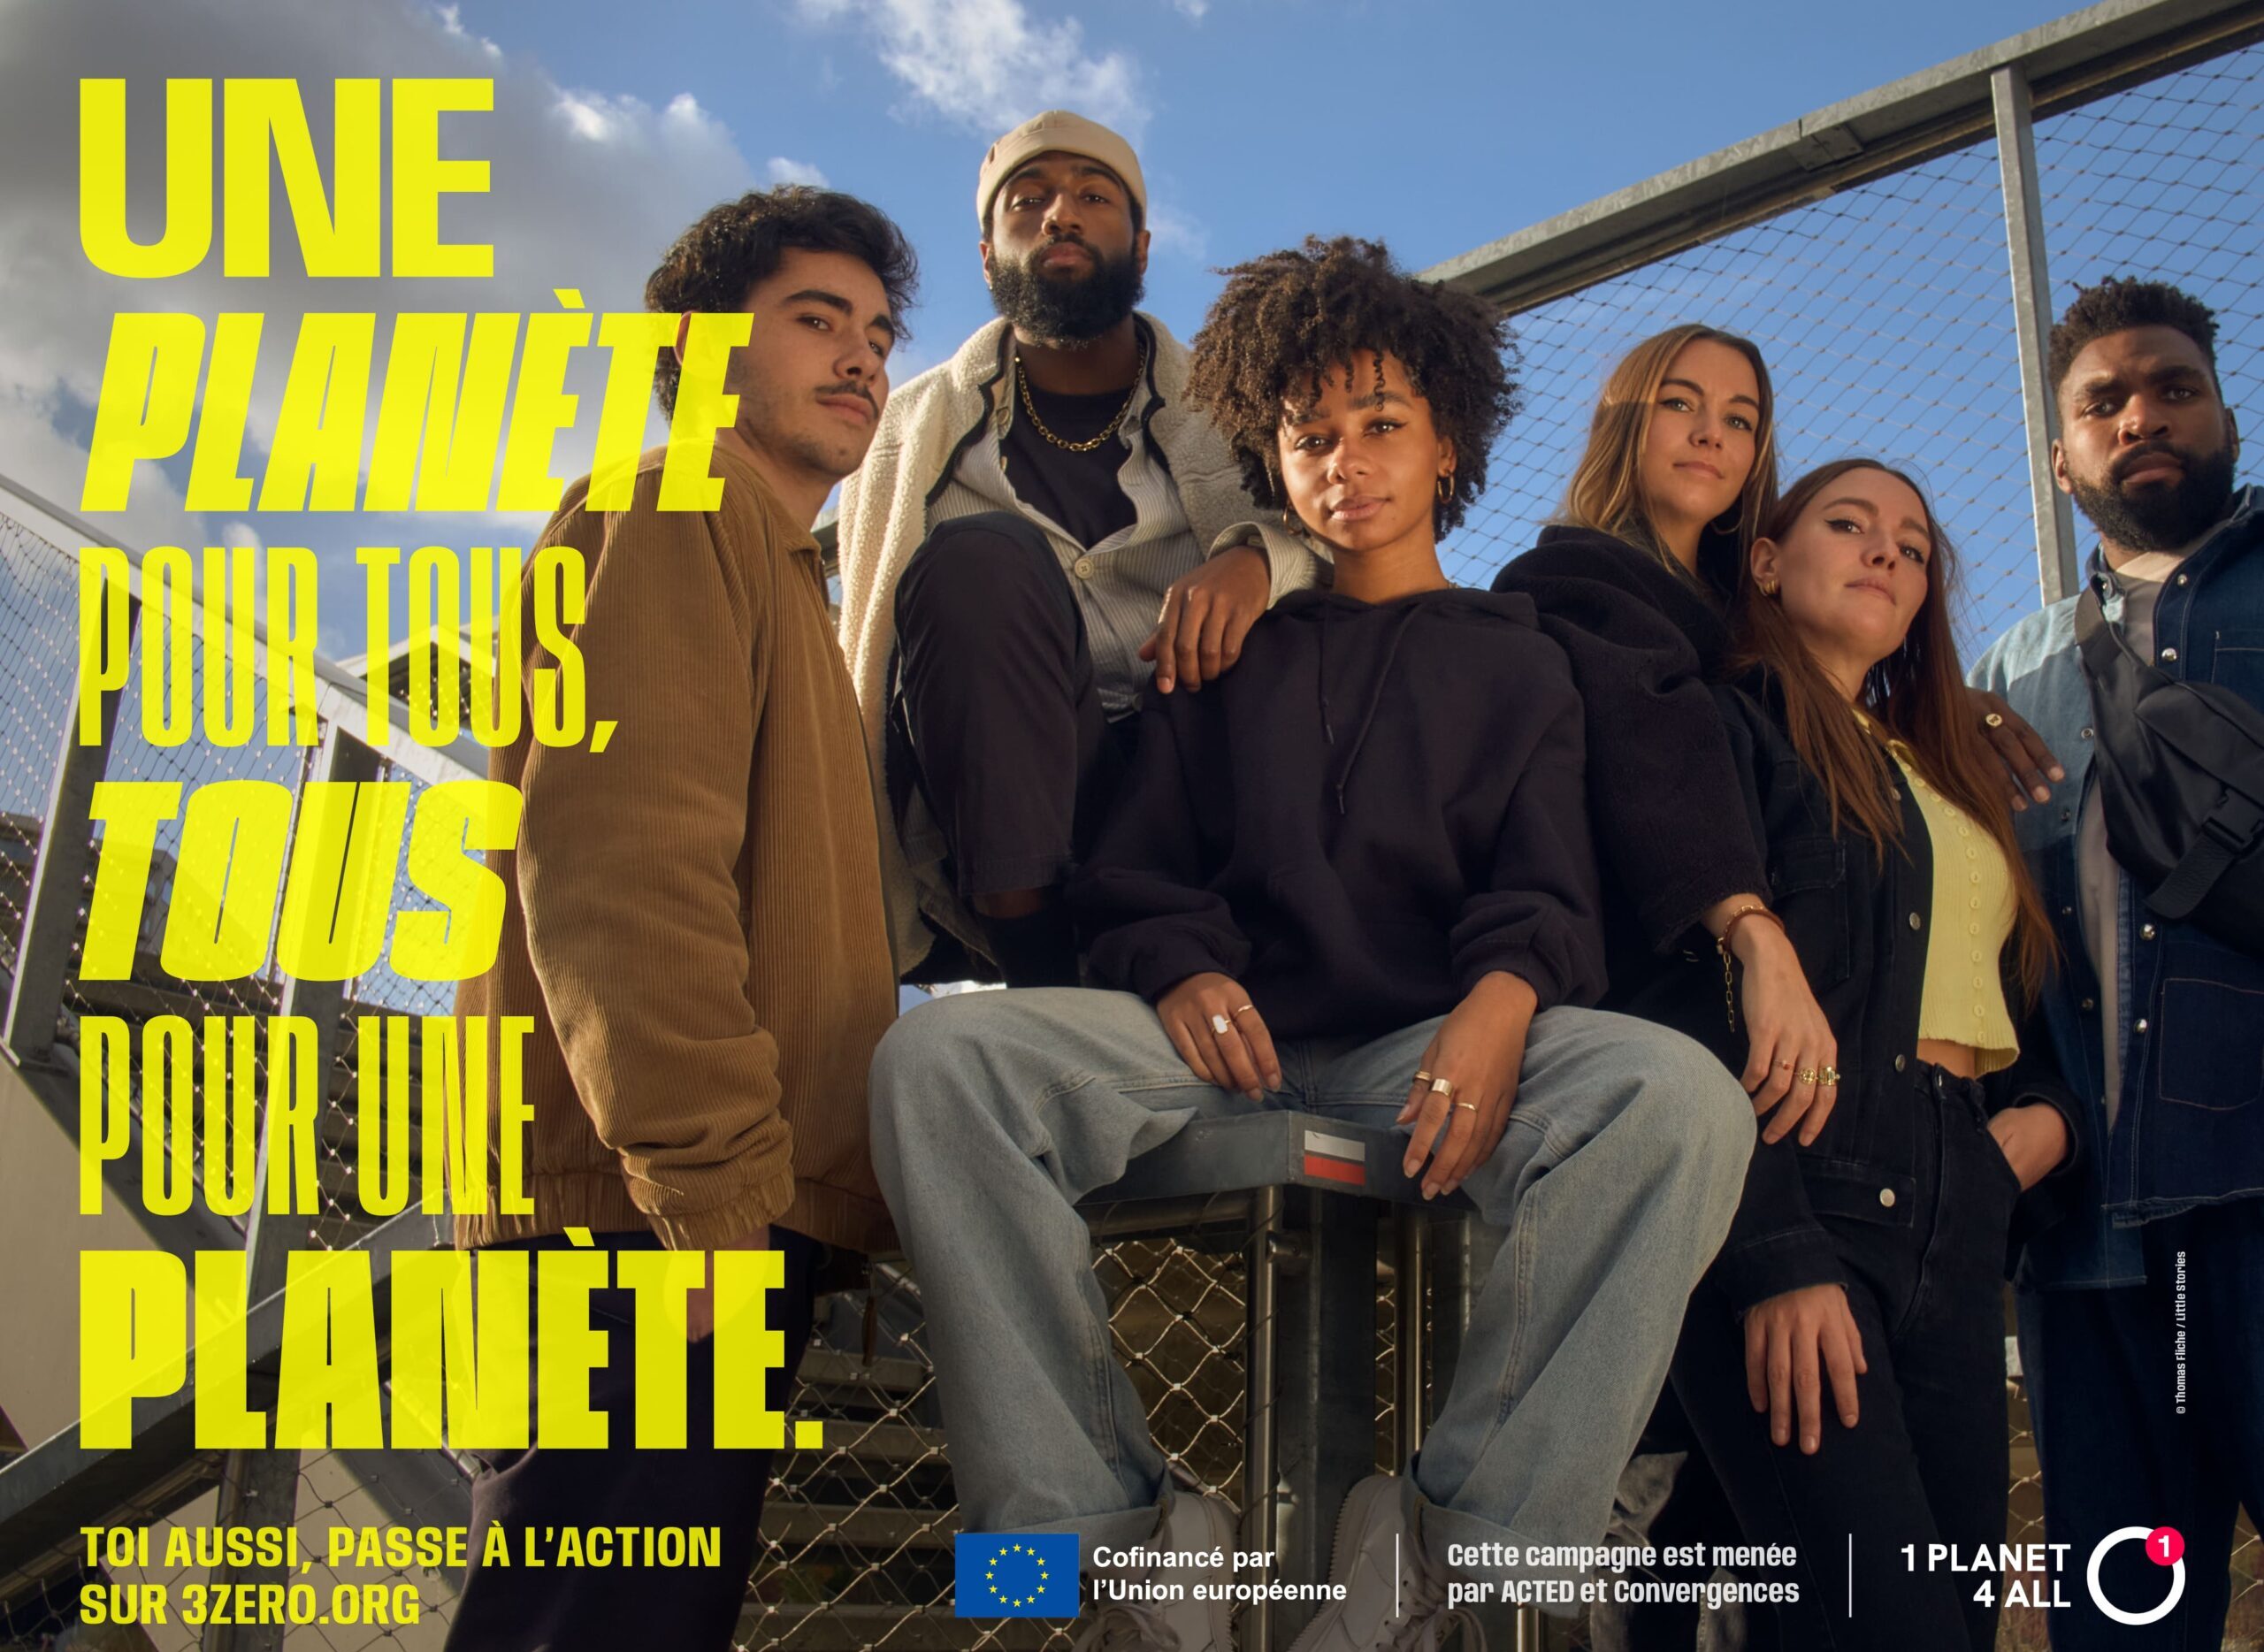 UNE
PLANÈTE
POUR TOUS,
TOUS
POUR UNE
PLANÈTE.
TOI AUSSI, PASSE À L'ACTION
SUR 3ZERO.ORG
Cofinancé par
l'Union européenne
Cette campagne est menée
par ACTED et Convergences
1 PLANET
4 ALL
1
© Thomas Fliche / Little Stories